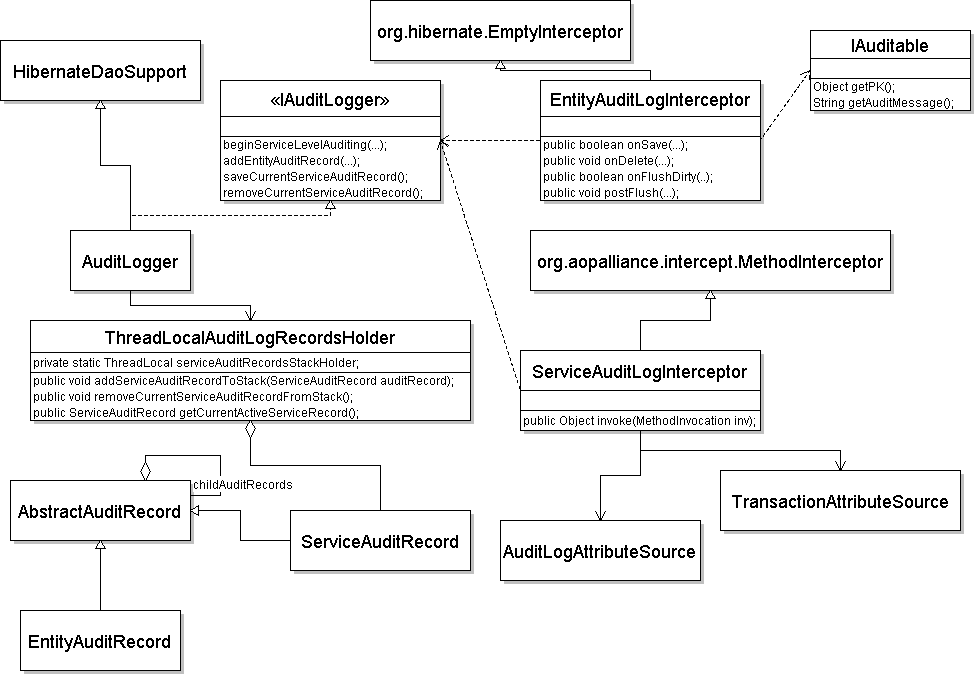 org.hibernate.EmptyInterceptor
HibernateDaoSupport
IAuditable
Object getPK();
String getAuditMessage();
«IAuditLogger»
beginServiceLevelAuditing(...);
addEntityAuditRecord(...);
saveCurrentServiceAuditRecord();
removeCurrentServiceAuditRecord();
EntityAuditLogInterceptor
public boolean onSave(...);
public void onDelete(...);
public boolean onFlushDirty(..);
public void postFlush(...);
AuditLogger
org.aopalliance.intercept.MethodInterceptor
ThreadLocalAuditLogRecordsHolder
private static ThreadLocal serviceAuditRecordsStackHolder;
public void addServiceAuditRecordToStack(ServiceAuditRecord auditRecord);
public void removeCurrentServiceAuditRecordFromStack();
public ServiceAuditRecord getCurrentActiveServiceRecord();
ServiceAuditLogInterceptor
public Object invoke(MethodInvocation inv);
childAuditRecords
AbstractAuditRecord
ServiceAuditRecord
AuditLogAttributeSource
TransactionAttributeSource
EntityAuditRecord